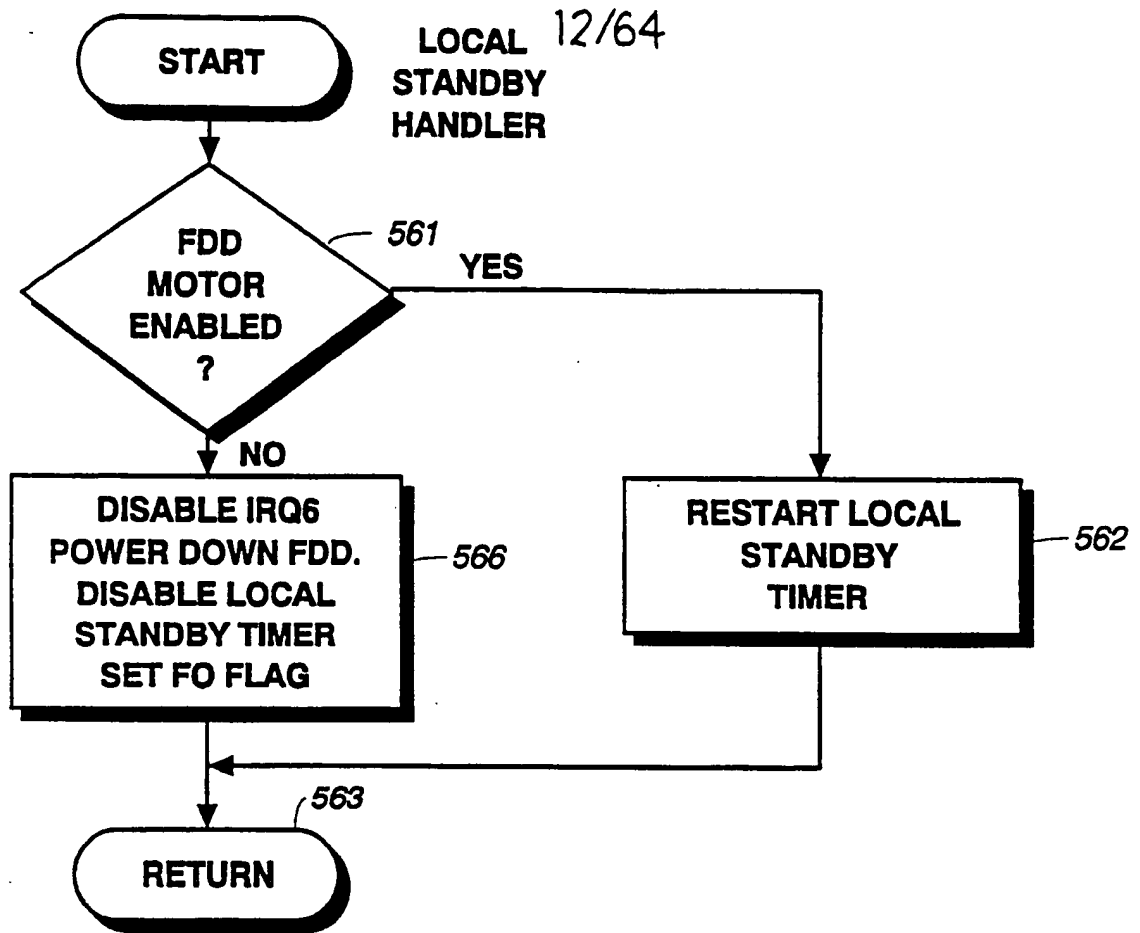 12/64
START
LOCAL
STANDBY
HANDLER
FDD
MOTOR
ENABLED
?
561
YES
NO
DISABLE IRQ6
POWER DOWN FDD.
DISABLE LOCAL
STANDBY TIMER
SET FO FLAG
566
RESTART LOCAL
STANDBY
TIMER
562
563
RETURN